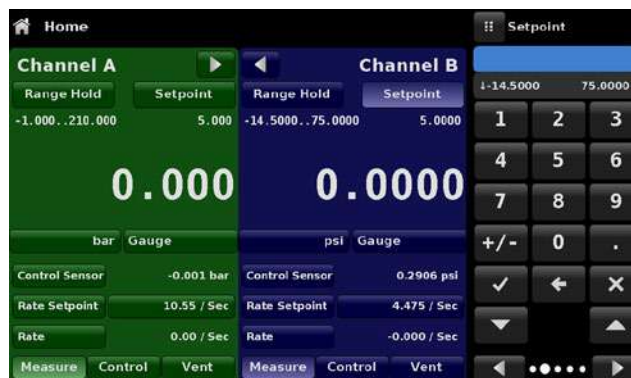 Home
Setpoint
Channel A
Channel B
Range Hold Setpoint
Range Hold Setpoint
-1.000..210.000 5.000
-14.5000..75.0000 5.0000
0.000
0.0000
bar Gauge
psi Gauge
Control Sensor -0.001 bar
Control Sensor 0.2906 psi
Rate Setpoint 10.55 / Sec
Rate Setpoint 4.475 / Sec
Rate 0.00 / Sec
Rate -0.000 / Sec
Measure Control Vent
Measure Control Vent
↓-14.5000 75.0000
1 2 3
4 5 6
7 8 9
+/- 0 .